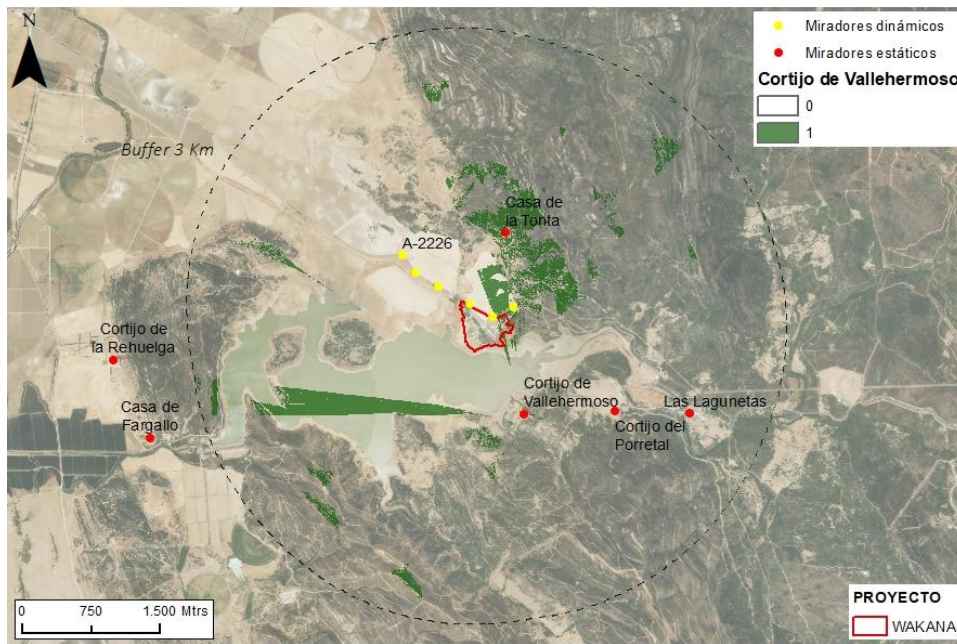 N
Miradores dinámicos
Miradores estáticos
Cortijo de Vallehermoso
0
1
Buffer 3 Km
Casa de
la Tonta
A-2226
Cortijo de
la Rehuelga
Casa de
Fargallo
Cortijo de
Vallehermoso
Las Lagunetas
Cortijo del
Porretal
0 750 1.500 Mtrs
PROYECTO
WAKANA